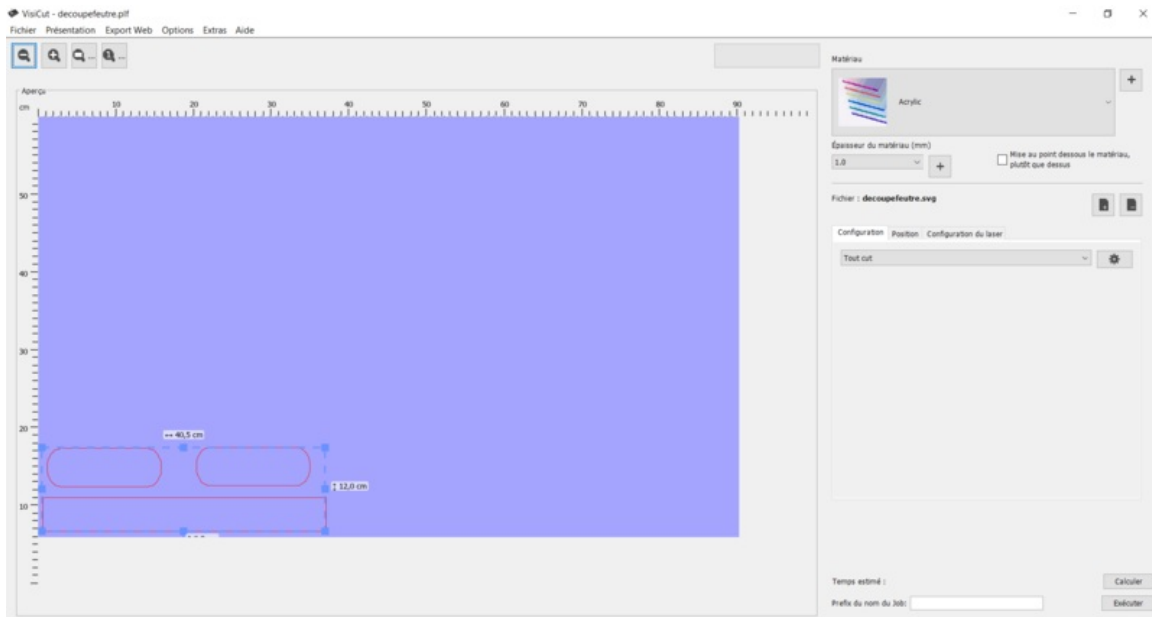 VisiCut - decoupefeutre.plf
Fichier Présentation Export Web Options Extras Aide
... ...
Aperçu
cm 10 20 30 40 50 60 70 80 90
50
40
30
20
10
↔ 40,5 cm
↕ 12,0 cm
Matériau
Acrylic
Épaisseur du matériau (mm)
1.0
Mise au point dessous le matériau,
plutôt que dessus
Fichier : decoupefeutre.svg
Configuration Position Configuration du laser
Tout cut
Temps estimé :
Calculer
Prefix du nom du Job:
Exécuter